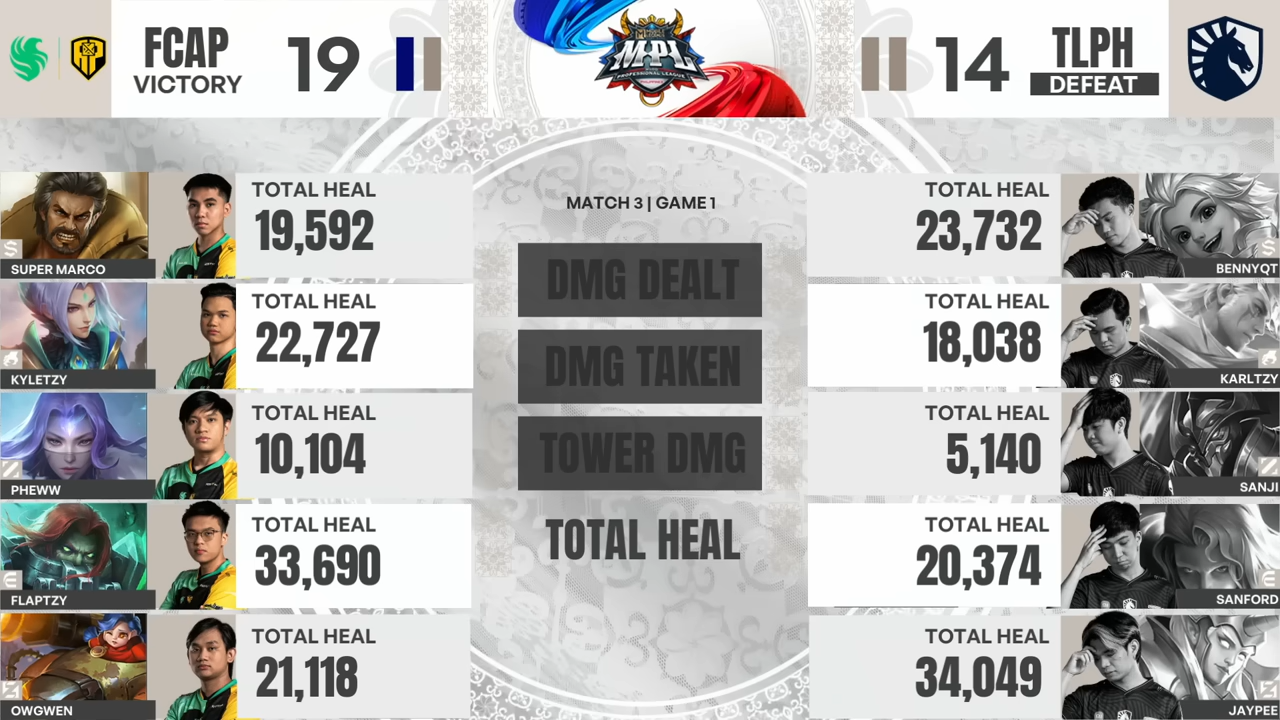 FCAP
VICTORY
19
MPL
PROFESSIONAL LEAGUE
14
TLPH
DEFEAT
MATCH 3 | GAME 1
DMG DEALT
DMG TAKEN
TOWER DMG
TOTAL HEAL
SUPER MARCO
TOTAL HEAL
19,592
KYLETZY
TOTAL HEAL
22,727
PHEWW
TOTAL HEAL
10,104
FLAPTZY
TOTAL HEAL
33,690
OWGWEN
TOTAL HEAL
21,118
TOTAL HEAL
23,732
BENNYQT
TOTAL HEAL
18,038
KARLTZY
TOTAL HEAL
5,140
SANJI
TOTAL HEAL
20,374
SANFORD
TOTAL HEAL
34,049
JAYPEE